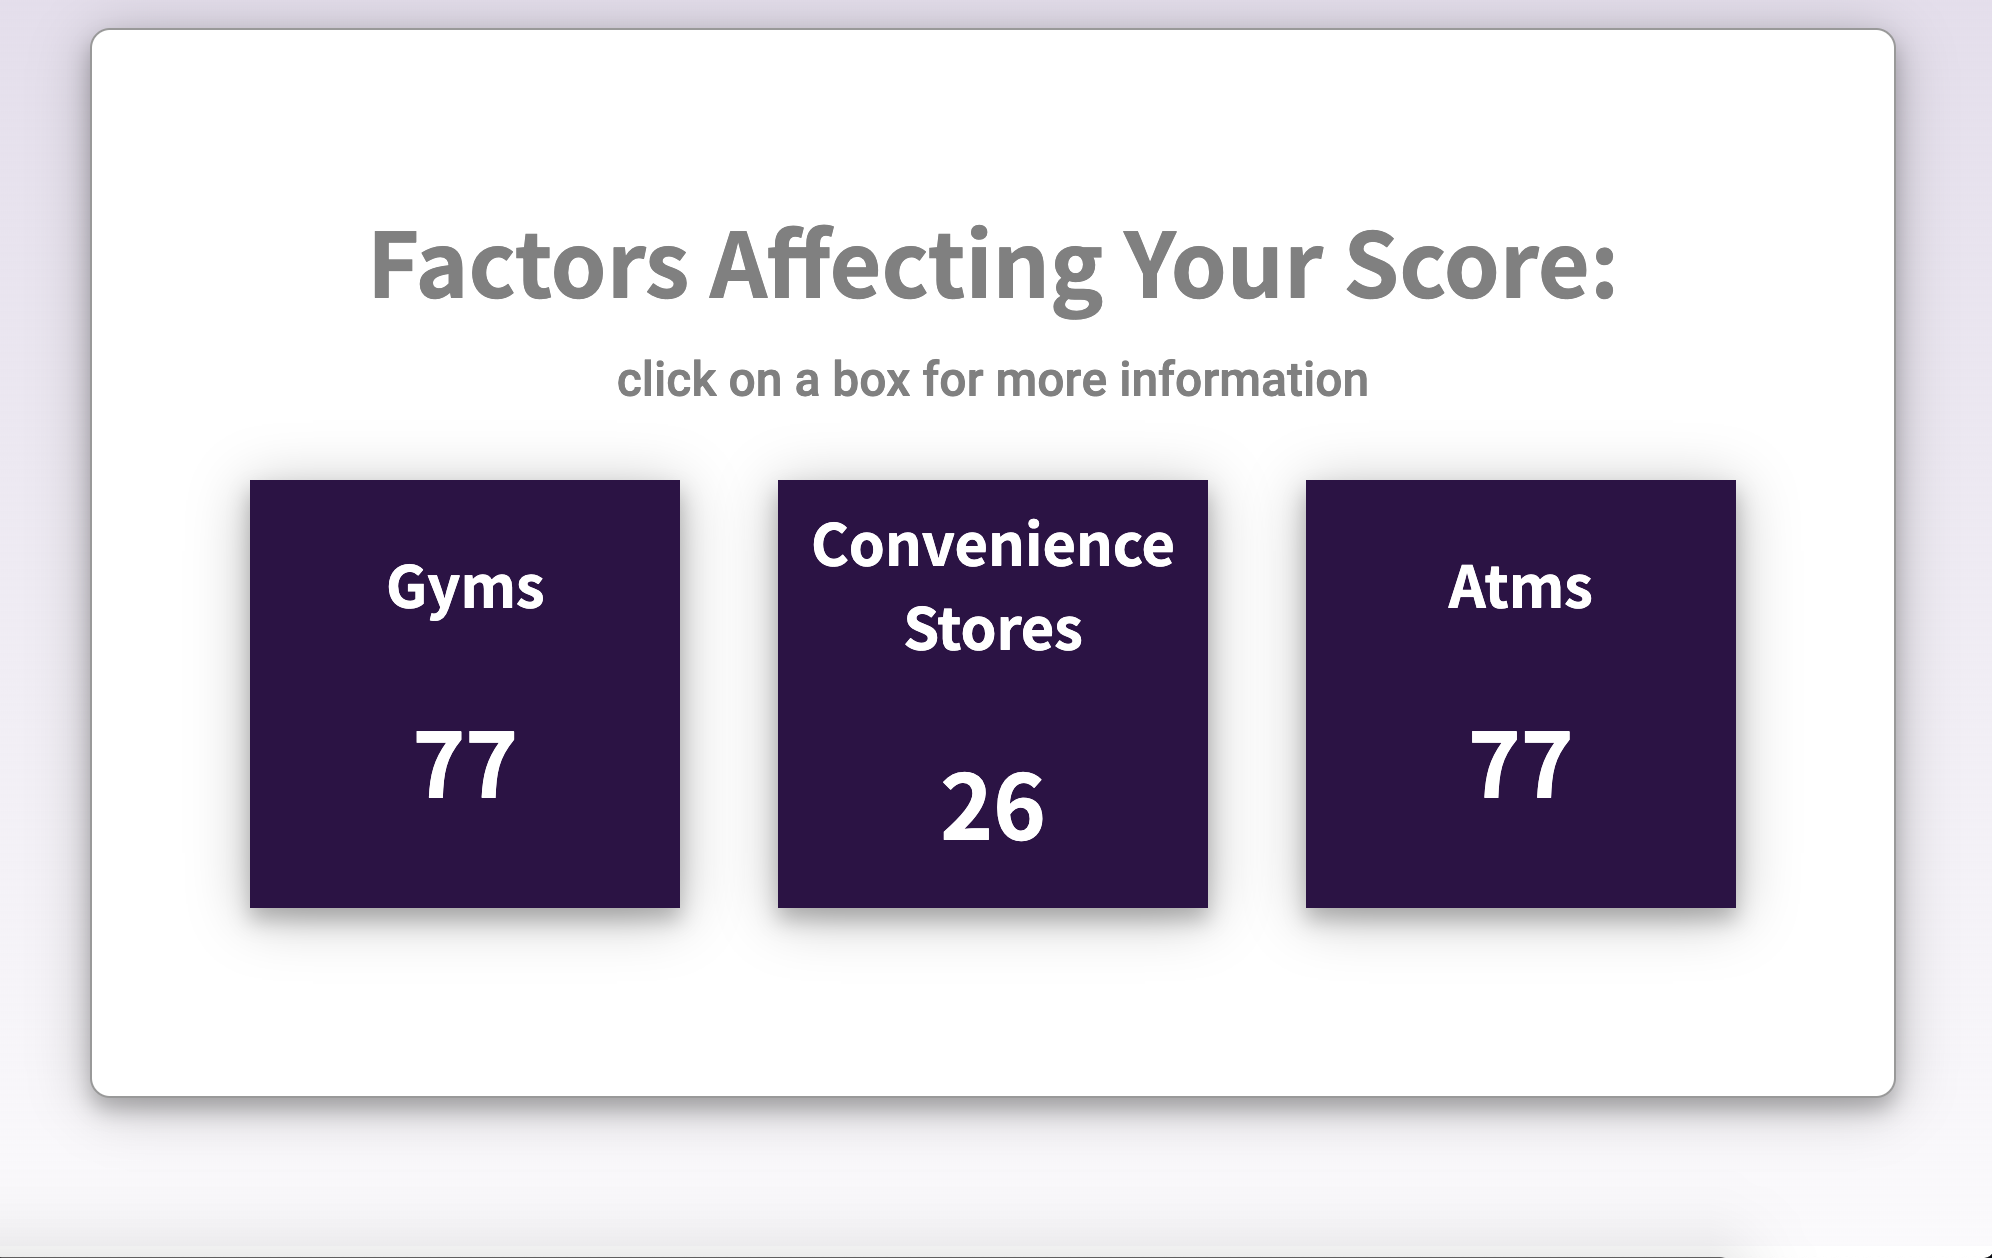 Factors Affecting Your Score:
click on a box for more information
Gyms
77
Convenience
Stores
26
Atms
77